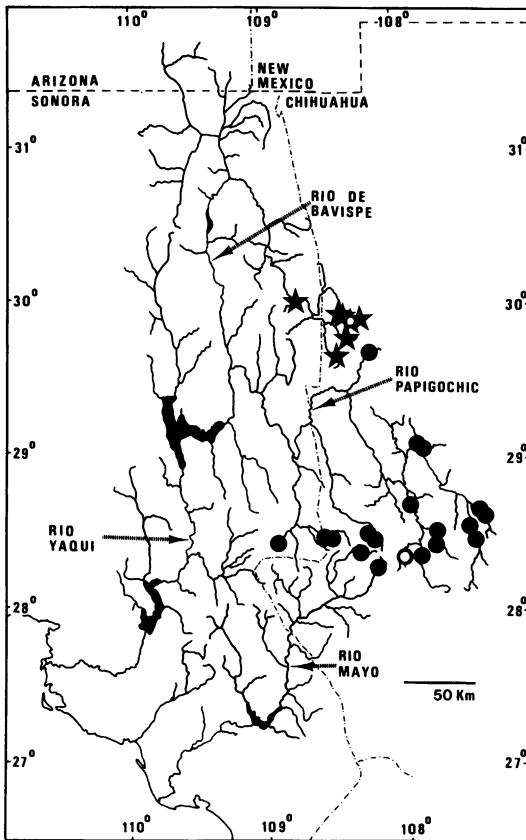 110° 109° 108°
ARIZONA
SONORA
NEW
MEXICO
CHIHUAHUA
31° 31°
RIO DE
BAVISPE
30° 30°
RIO
PAPIGOCHIC
29° 29°
RIO
YAQUI
28° 28°
RIO
MAYO
50 Km
27° 27°
110° 109° 108°